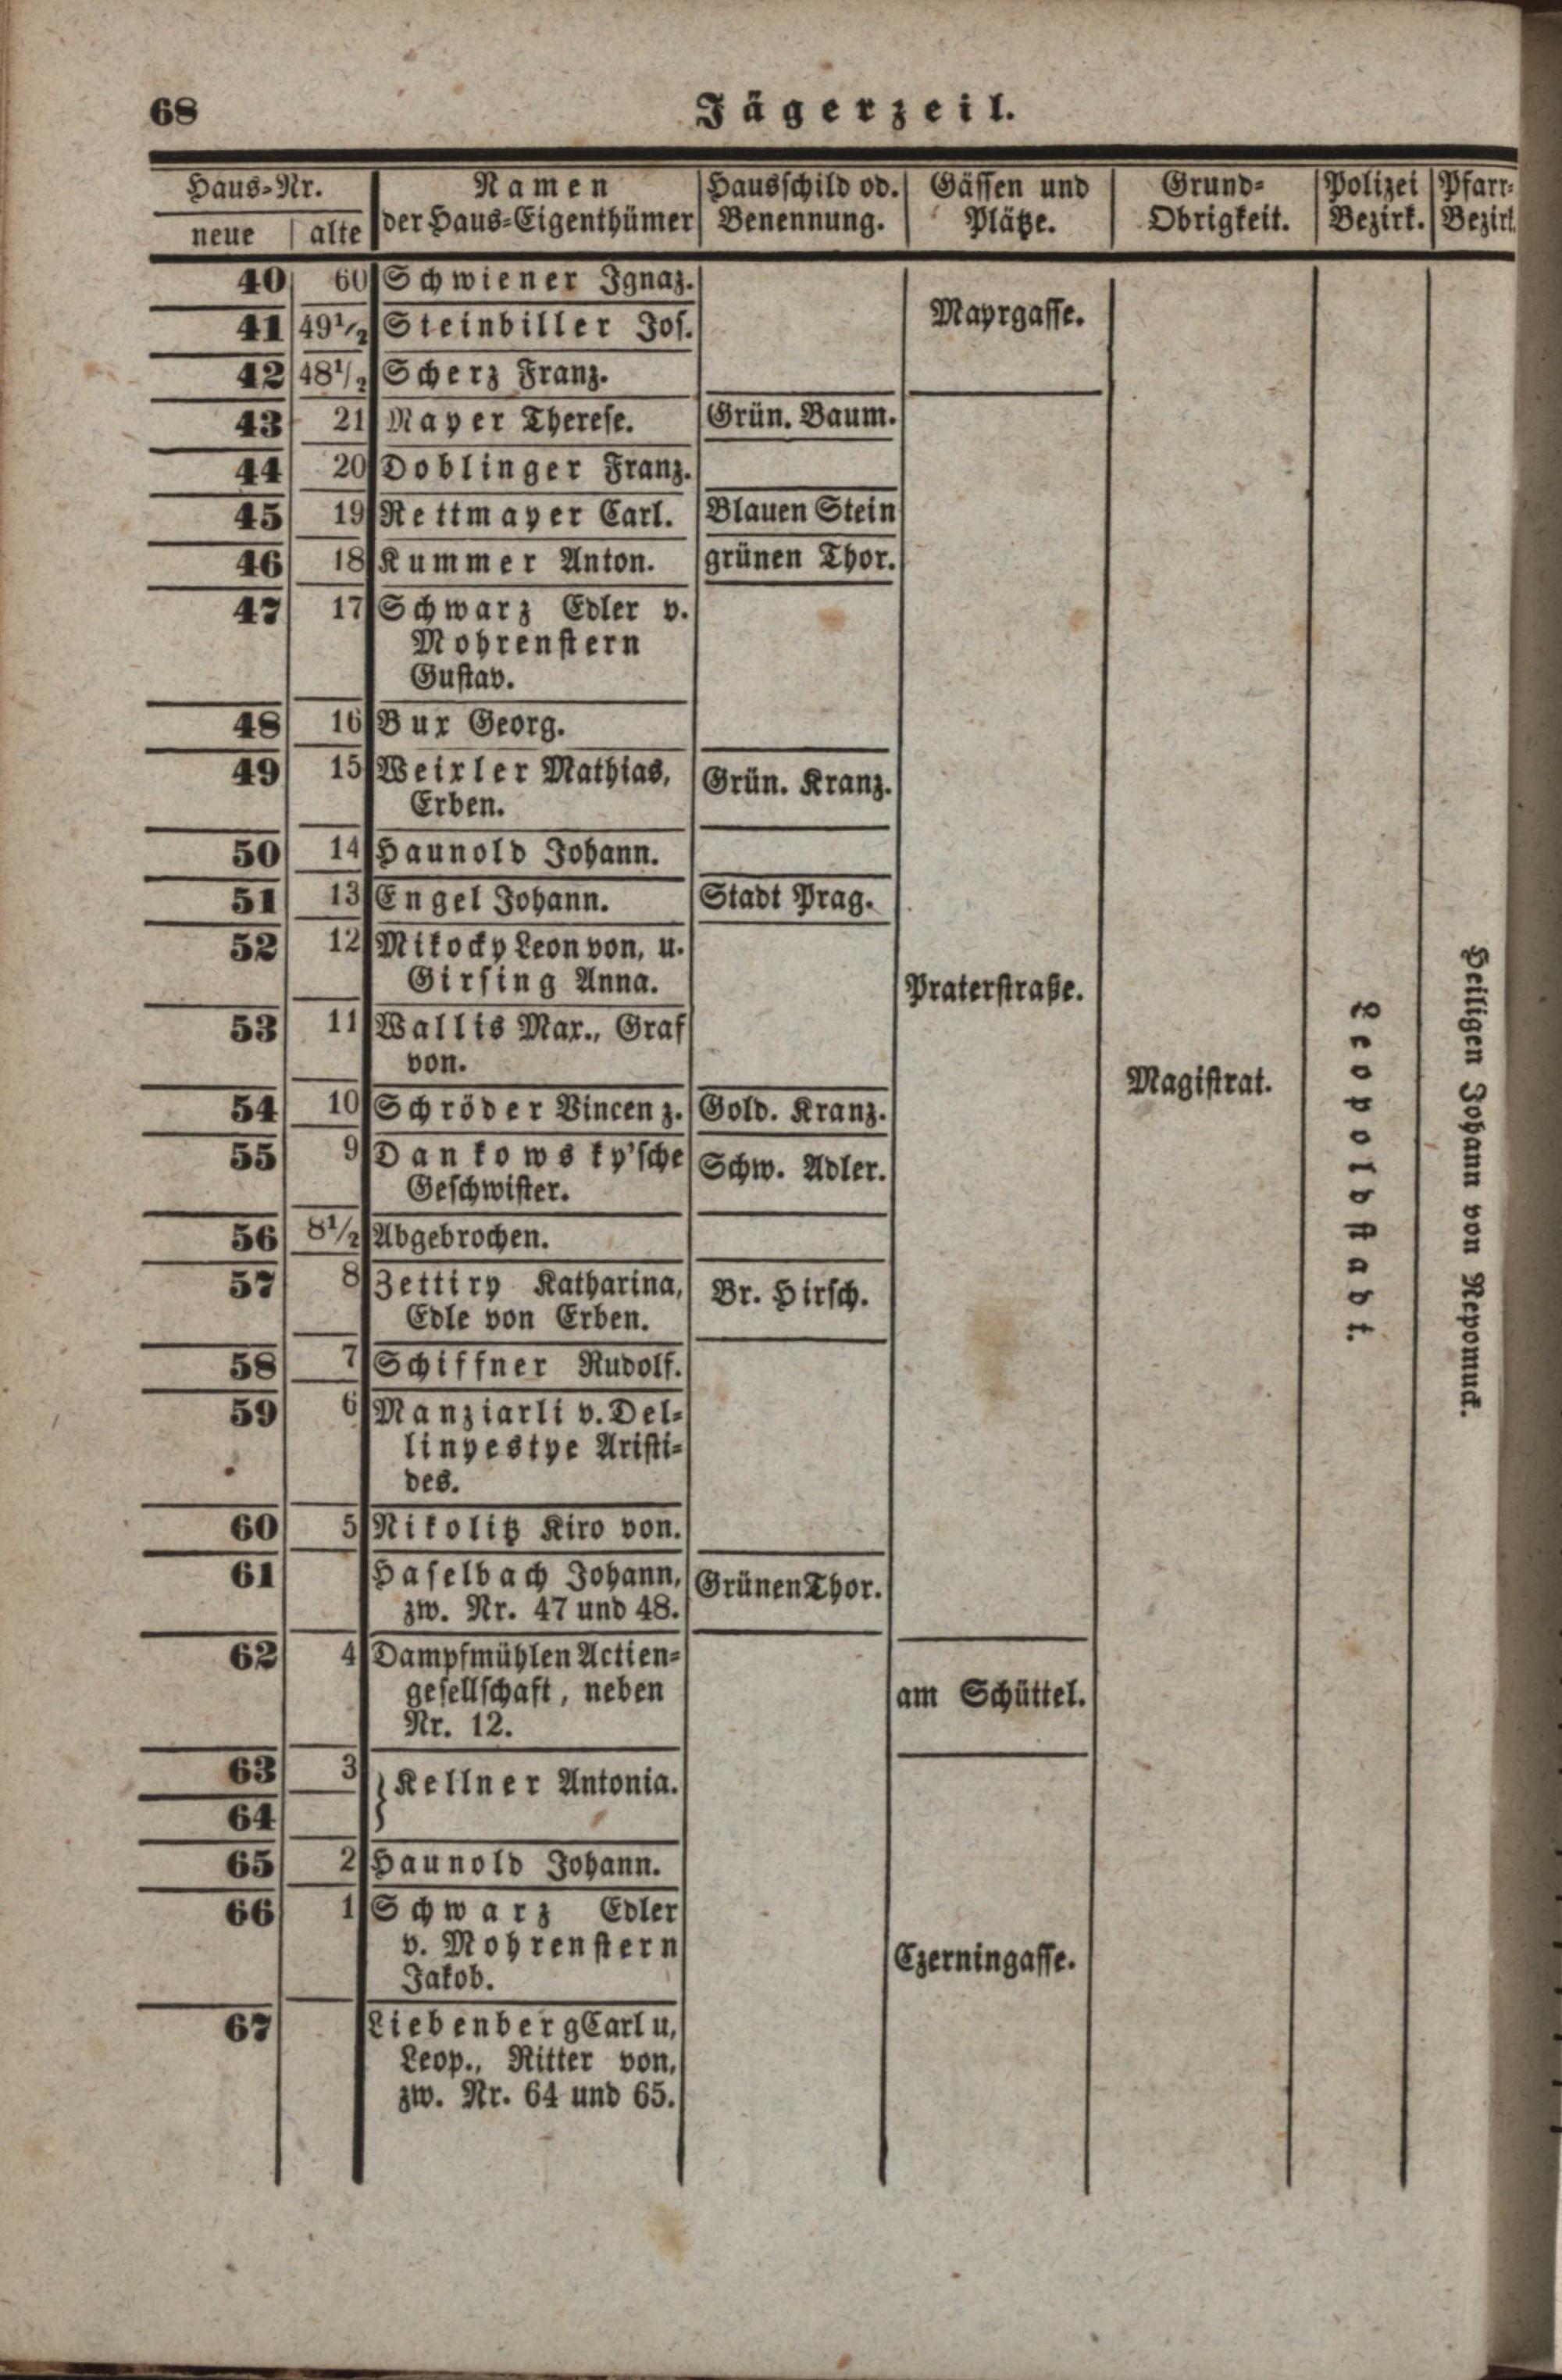 68
Jägerzeil.
Haus-Nr. Namen Hausschild od. Gässen und Grund- Polizei Pfarr-
neue alte der Haus-Eigenthümer Benennung. Plätze. Obrigkeit. Bezirk. Bezirk.
40 60 Schwiener Ignaz.
Mayrgasse.
41 49½ Steinbiller Jos.
42 48½ Scherz Franz.
43 21 Mayer Therese. Grün. Baum.
44 20 Doblinger Franz.
45 19 Rettmayer Carl. Blauen Stein
46 18 Kummer Anton. grünen Thor.
47 17 Schwarz Edler v.
Mohrenstern
Gustav.
48 16 Bux Georg.
49 15 Weixler Mathias, Grün. Kranz.
Erben.
50 14 Haunold Johann.
51 13 Engel Johann. Stadt Prag.
52 12 Mikocky Leon von, u.
Girsing Anna.
Praterstraße.
53 11 Wallis Max., Graf
von.
Magistrat.
Leopoldstadt.
Heiligen Johann von Nepomuck.
54 10 Schröder Vincenz. Gold. Kranz.
55 9 Dankowsky'sche Schw. Adler.
Geschwister.
56 8½ Abgebrochen.
57 8 Zettiry Katharina, Br. Hirsch.
Edle von Erben.
58 7 Schiffner Rudolf.
59 6 Manziarli v. Del-
linyestye Aristi-
des.
60 5 Nikolitz Kiro von.
61 Haselbach Johann, Grünen Thor.
zw. Nr. 47 und 48.
62 4 Dampfmühlen Actien-
gesellschaft, neben am Schüttel.
Nr. 12.
63 3 Kellner Antonia.
64
65 2 Haunold Johann.
66 1 Schwarz Edler
v. Mohrenstern
Jakob.
Czerningasse.
67 Liebenberg Carl u.
Leop., Ritter von,
zw. Nr. 64 und 65.